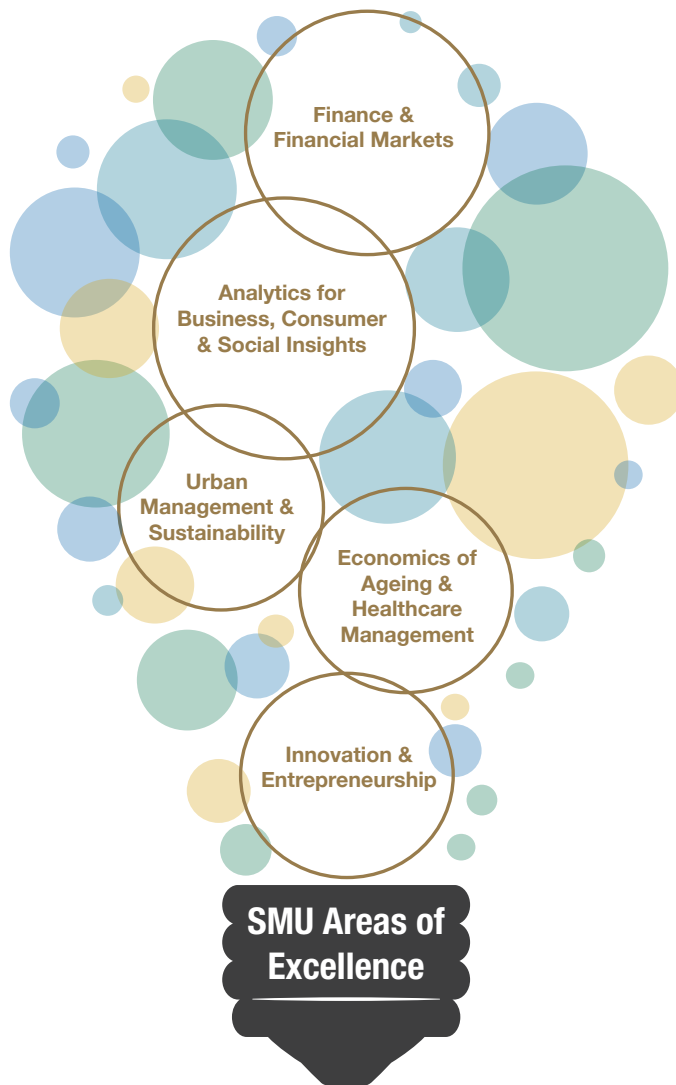 Finance &
Financial Markets
Analytics for
Business, Consumer
& Social Insights
Urban
Management &
Sustainability
Economics of
Ageing &
Healthcare
Management
Innovation &
Entrepreneurship
SMU Areas of
Excellence